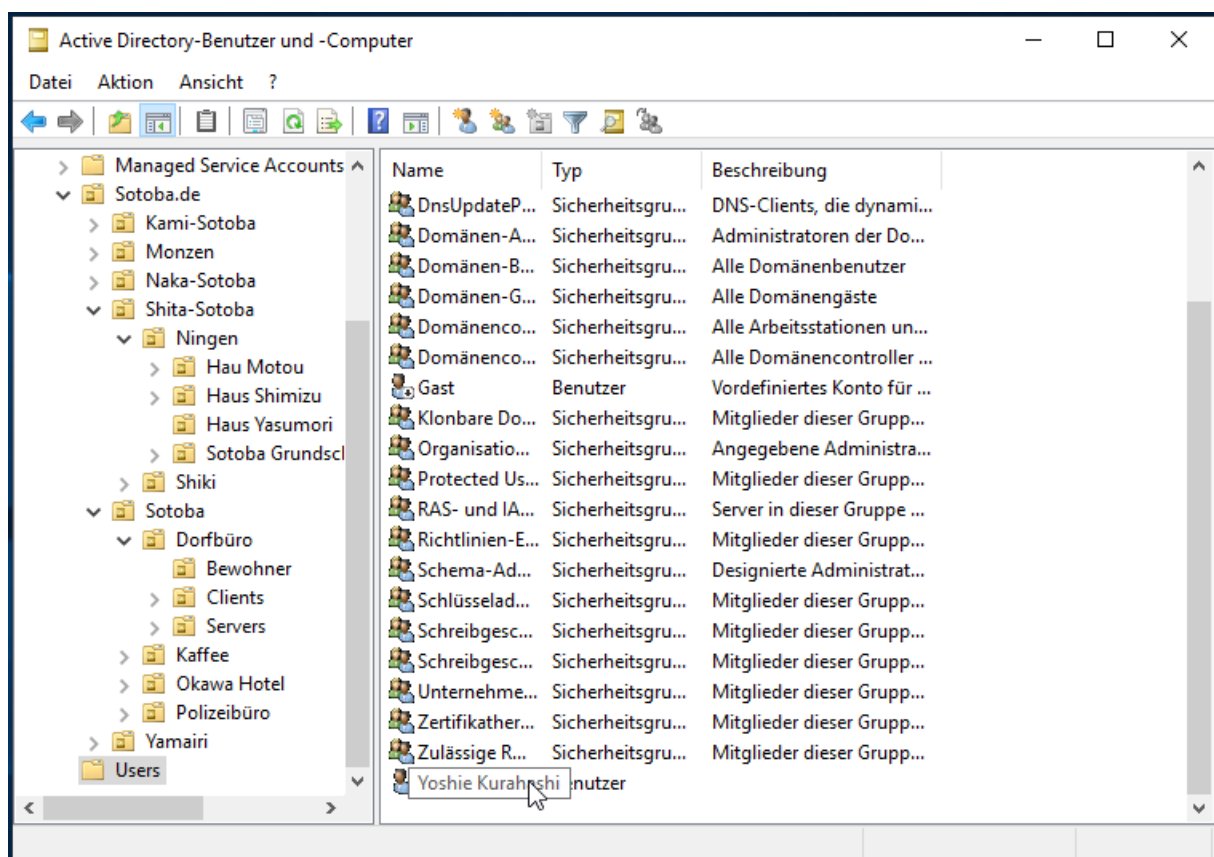 Active Directory-Benutzer und -Computer
Datei Aktion Ansicht ?
Managed Service Accounts
Sotoba.de
Kami-Sotoba
Monzen
Naka-Sotoba
Shita-Sotoba
Ningen
Hau Motou
Haus Shimizu
Haus Yasumori
Sotoba Grundscl
Shiki
Sotoba
Dorfbüro
Bewohner
Clients
Servers
Kaffee
Okawa Hotel
Polizeibüro
Yamairi
Users
Name Typ Beschreibung
DnsUpdateP... Sicherheitsgru... DNS-Clients, die dynami...
Domänen-A... Sicherheitsgru... Administratoren der Do...
Domänen-B... Sicherheitsgru... Alle Domänenbenutzer
Domänen-G... Sicherheitsgru... Alle Domänengäste
Domänenco... Sicherheitsgru... Alle Arbeitsstationen un...
Domänenco... Sicherheitsgru... Alle Domänencontroller ...
Gast Benutzer Vordefiniertes Konto für ...
Klonbare Do... Sicherheitsgru... Mitglieder dieser Grupp...
Organisatio... Sicherheitsgru... Angegebene Administra...
Protected Us... Sicherheitsgru... Mitglieder dieser Grupp...
RAS- und IA... Sicherheitsgru... Server in dieser Gruppe ...
Richtlinien-E... Sicherheitsgru... Mitglieder dieser Grupp...
Schema-Ad... Sicherheitsgru... Designierte Administrat...
Schlüsselad... Sicherheitsgru... Mitglieder dieser Grupp...
Schreibgesc... Sicherheitsgru... Mitglieder dieser Grupp...
Schreibgesc... Sicherheitsgru... Mitglieder dieser Grupp...
Unternehme... Sicherheitsgru... Mitglieder dieser Grupp...
Zertifikather... Sicherheitsgru... Mitglieder dieser Grupp...
Zulässige R... Sicherheitsgru... Mitglieder dieser Grupp...
Yoshie Kurahashi enutzer